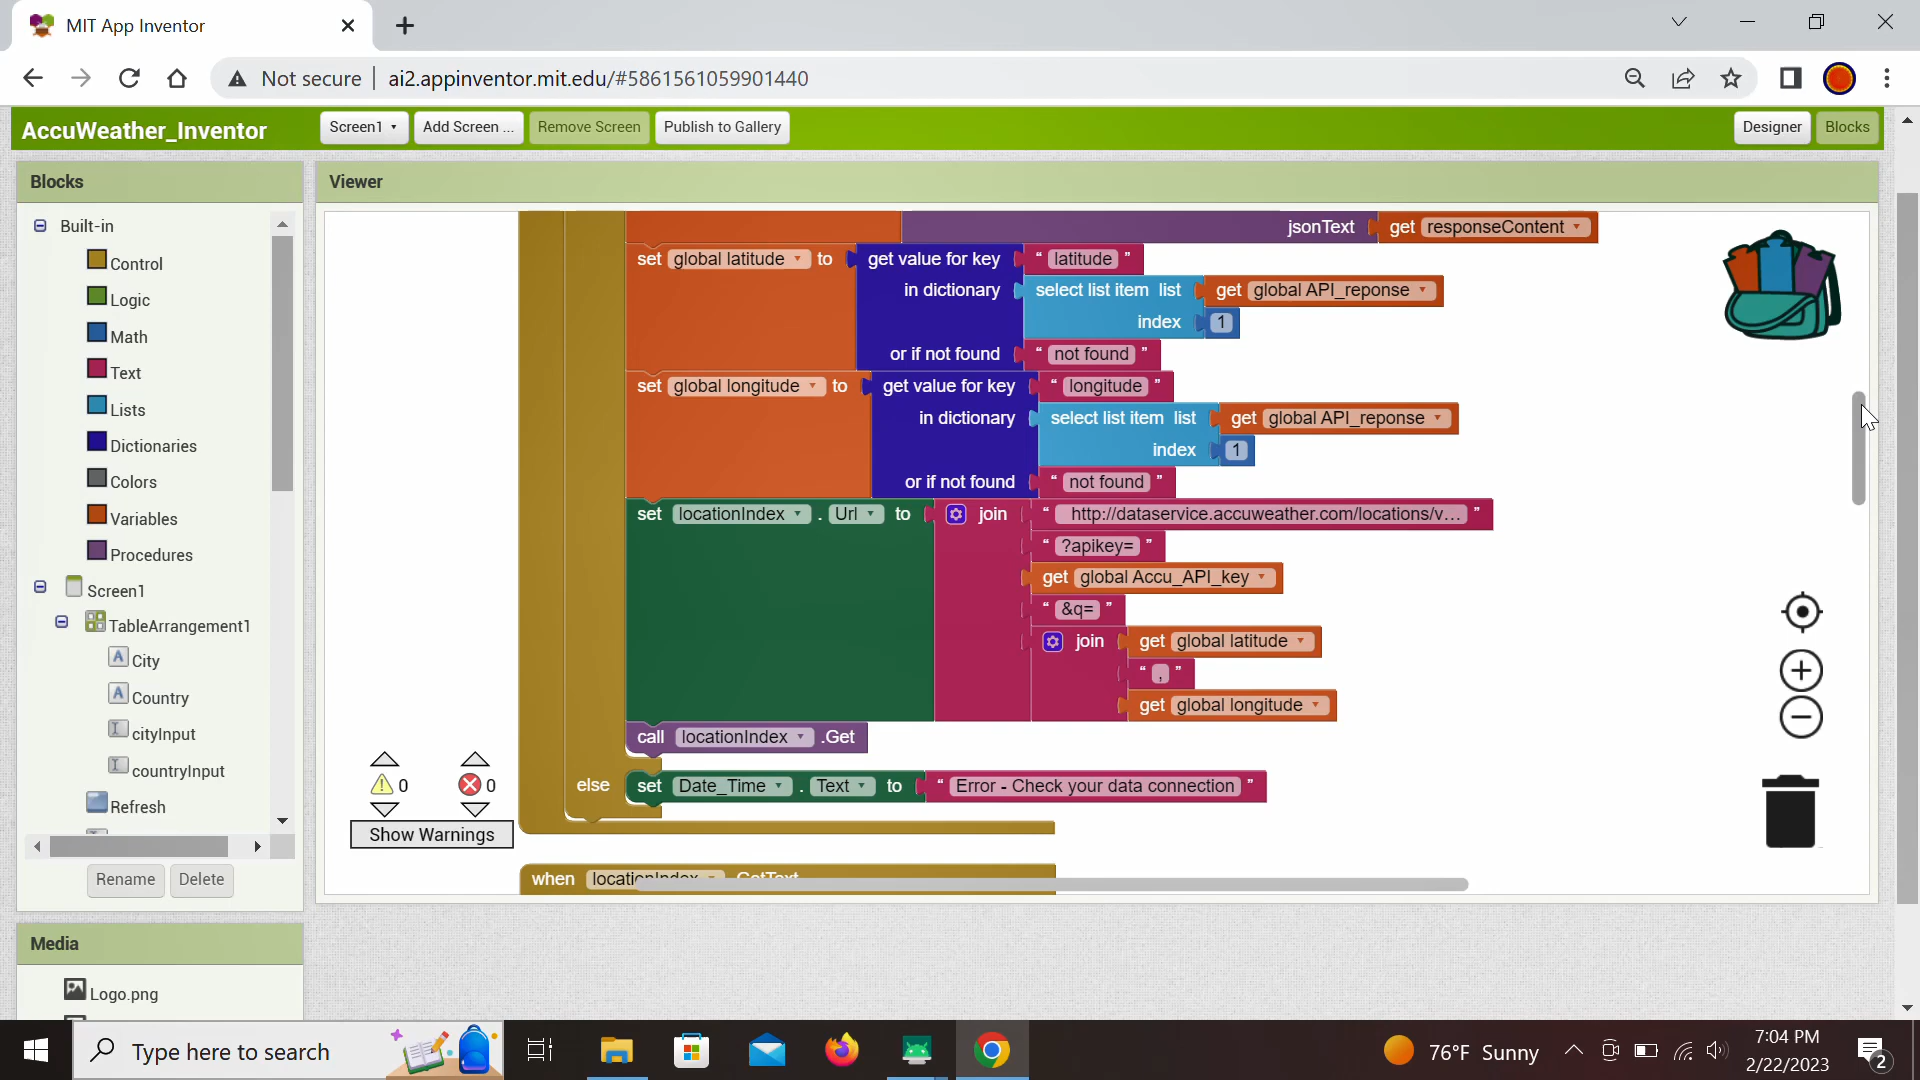 MIT App Inventor
Not secure ai2.appinventor.mit.edu/#5861561059901440
AccuWeather_Inventor Screen1 Add Screen ... Remove Screen Publish to Gallery Designer Blocks
Blocks
Viewer
Built-in
Control
Logic
Math
Text
Lists
Dictionaries
Colors
Variables
Procedures
Screen1
TableArrangement1
A City
A Country
cityInput
countryInput
Refresh
Rename Delete
Media
Logo.png
jsonText get responseContent
set global latitude to get value for key " latitude "
in dictionary select list item list get global API_reponse
index 1
or if not found " not found "
set global longitude to get value for key " longitude "
in dictionary select list item list get global API_reponse
index 1
or if not found " not found "
set locationIndex . Url to join " http://dataservice.accuweather.com/locations/v... "
" ?apikey= "
get global Accu_API_key
" &q= "
join get global latitude
" , "
get global longitude
call locationIndex .Get
else set Date_Time . Text to " Error - Check your data connection "
0 0
Show Warnings
when locationIndex .GotText
Type here to search
76°F Sunny
7:04 PM
2/22/2023
2